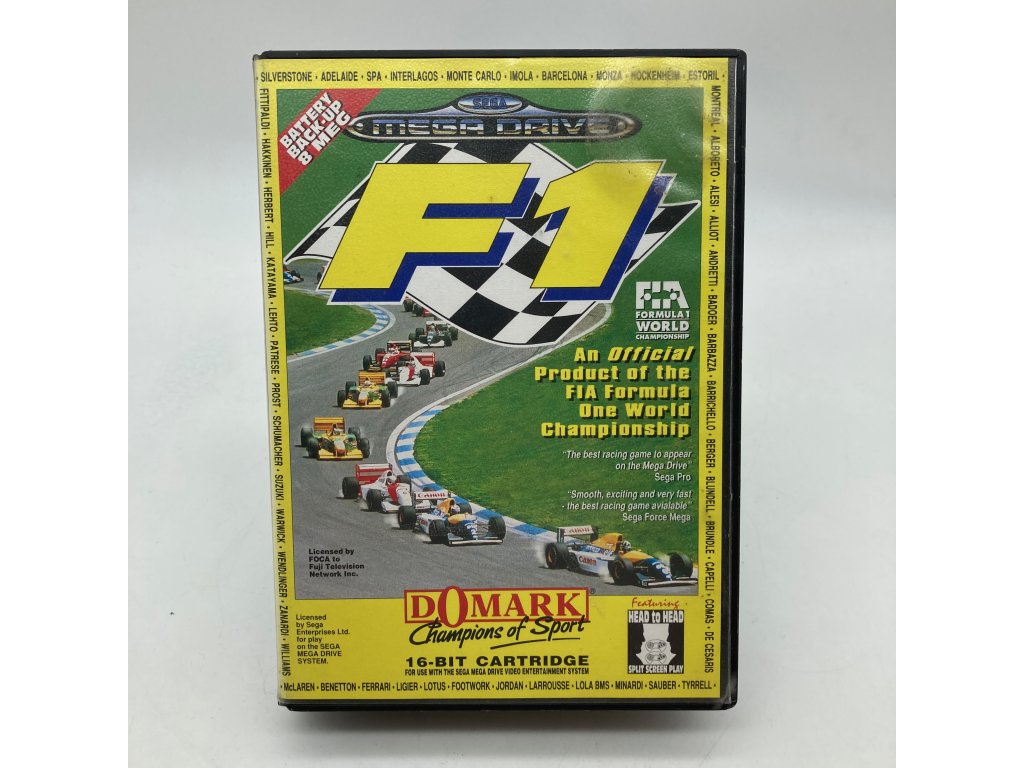 SILVERSTONE • ADELAIDE • SPA • INTERLAGOS • MONTE CARLO • IMOLA • BARCELONA • MONZA • HOCKENHEIM • ESTORIL •
MONTREAL • ALBORETO • ALESI • ALLIOT • ANDRETTI • BADOER • BARBAZZA • BARRICHELLO • BERGER • BLUNDELL • BRUNDLE • CAPELLI • COMAS • DE CESARIS
FITTIPALDI • HAKKINEN • HERBERT • HILL • KATAYAMA • LEHTO • PATRESE • PROST • SCHUMACHER • SUZUKI • WARWICK • WENDLINGER • ZANARDI • WILLIAMS
BATTERY
BACK-UP
8 MEG
SEGA
MEGA DRIVE
F1
FIA
FORMULA 1
WORLD
CHAMPIONSHIP
An Official
Product of the
FIA Formula
One World
Championship
"The best racing game to appear
on the Mega Drive"
Sega Pro
"Smooth, exciting and very fast
- the best racing game avialable"
Sega Force Mega
Canon
Canon
Licensed by
FOCA to
Fuji Television
Network Inc.
Licensed
by Sega
Enterprises Ltd.
for play
on the SEGA
MEGA DRIVE
SYSTEM.
DOMARK®
Champions of Sport
16-BIT CARTRIDGE
FOR USE WITH THE SEGA MEGA DRIVE VIDEO ENTERTAINMENT SYSTEM
Featuring
HEAD to HEAD
SPLIT SCREEN PLAY
• McLAREN • BENETTON • FERRARI • LIGIER • LOTUS • FOOTWORK • JORDAN • LARROUSSE • LOLA BMS • MINARDI • SAUBER • TYRRELL •